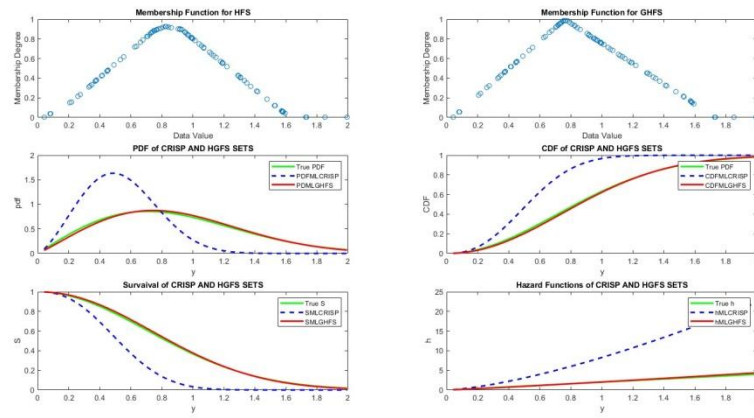 Membership Function for HFS
Membership Degree
1
0.8
0.6
0.4
0.2
0
0 0.2 0.4 0.6 0.8 1 1.2 1.4 1.6 1.8 2
Data Value
Membership Function for GHFS
Membership Degree
1
0.8
0.6
0.4
0.2
0
0 0.2 0.4 0.6 0.8 1 1.2 1.4 1.6 1.8 2
Data Value
PDF of CRISP AND HGFS SETS
pdf
2
1.5
1
0.5
0
0 0.2 0.4 0.6 0.8 1 1.2 1.4 1.6 1.8 2
y
True PDF
PDFMLCRISP
PDMLGHFS
CDF of CRISP AND HGFS SETS
CDF
1
0.8
0.6
0.4
0.2
0
0 0.2 0.4 0.6 0.8 1 1.2 1.4 1.6 1.8 2
y
True PDF
CDFMLCRISP
CDFMLGHFS
Survaival of CRISP AND HGFS SETS
S
1
0.8
0.6
0.4
0.2
0
0 0.2 0.4 0.6 0.8 1 1.2 1.4 1.6 1.8 2
y
True S
SMLCRISP
SMLGHFS
Hazard Functions of CRISP AND HGFS SETS
h
25
20
15
10
5
0
0 0.2 0.4 0.6 0.8 1 1.2 1.4 1.6 1.8 2
y
True h
hMLCRISP
hMLGHFS